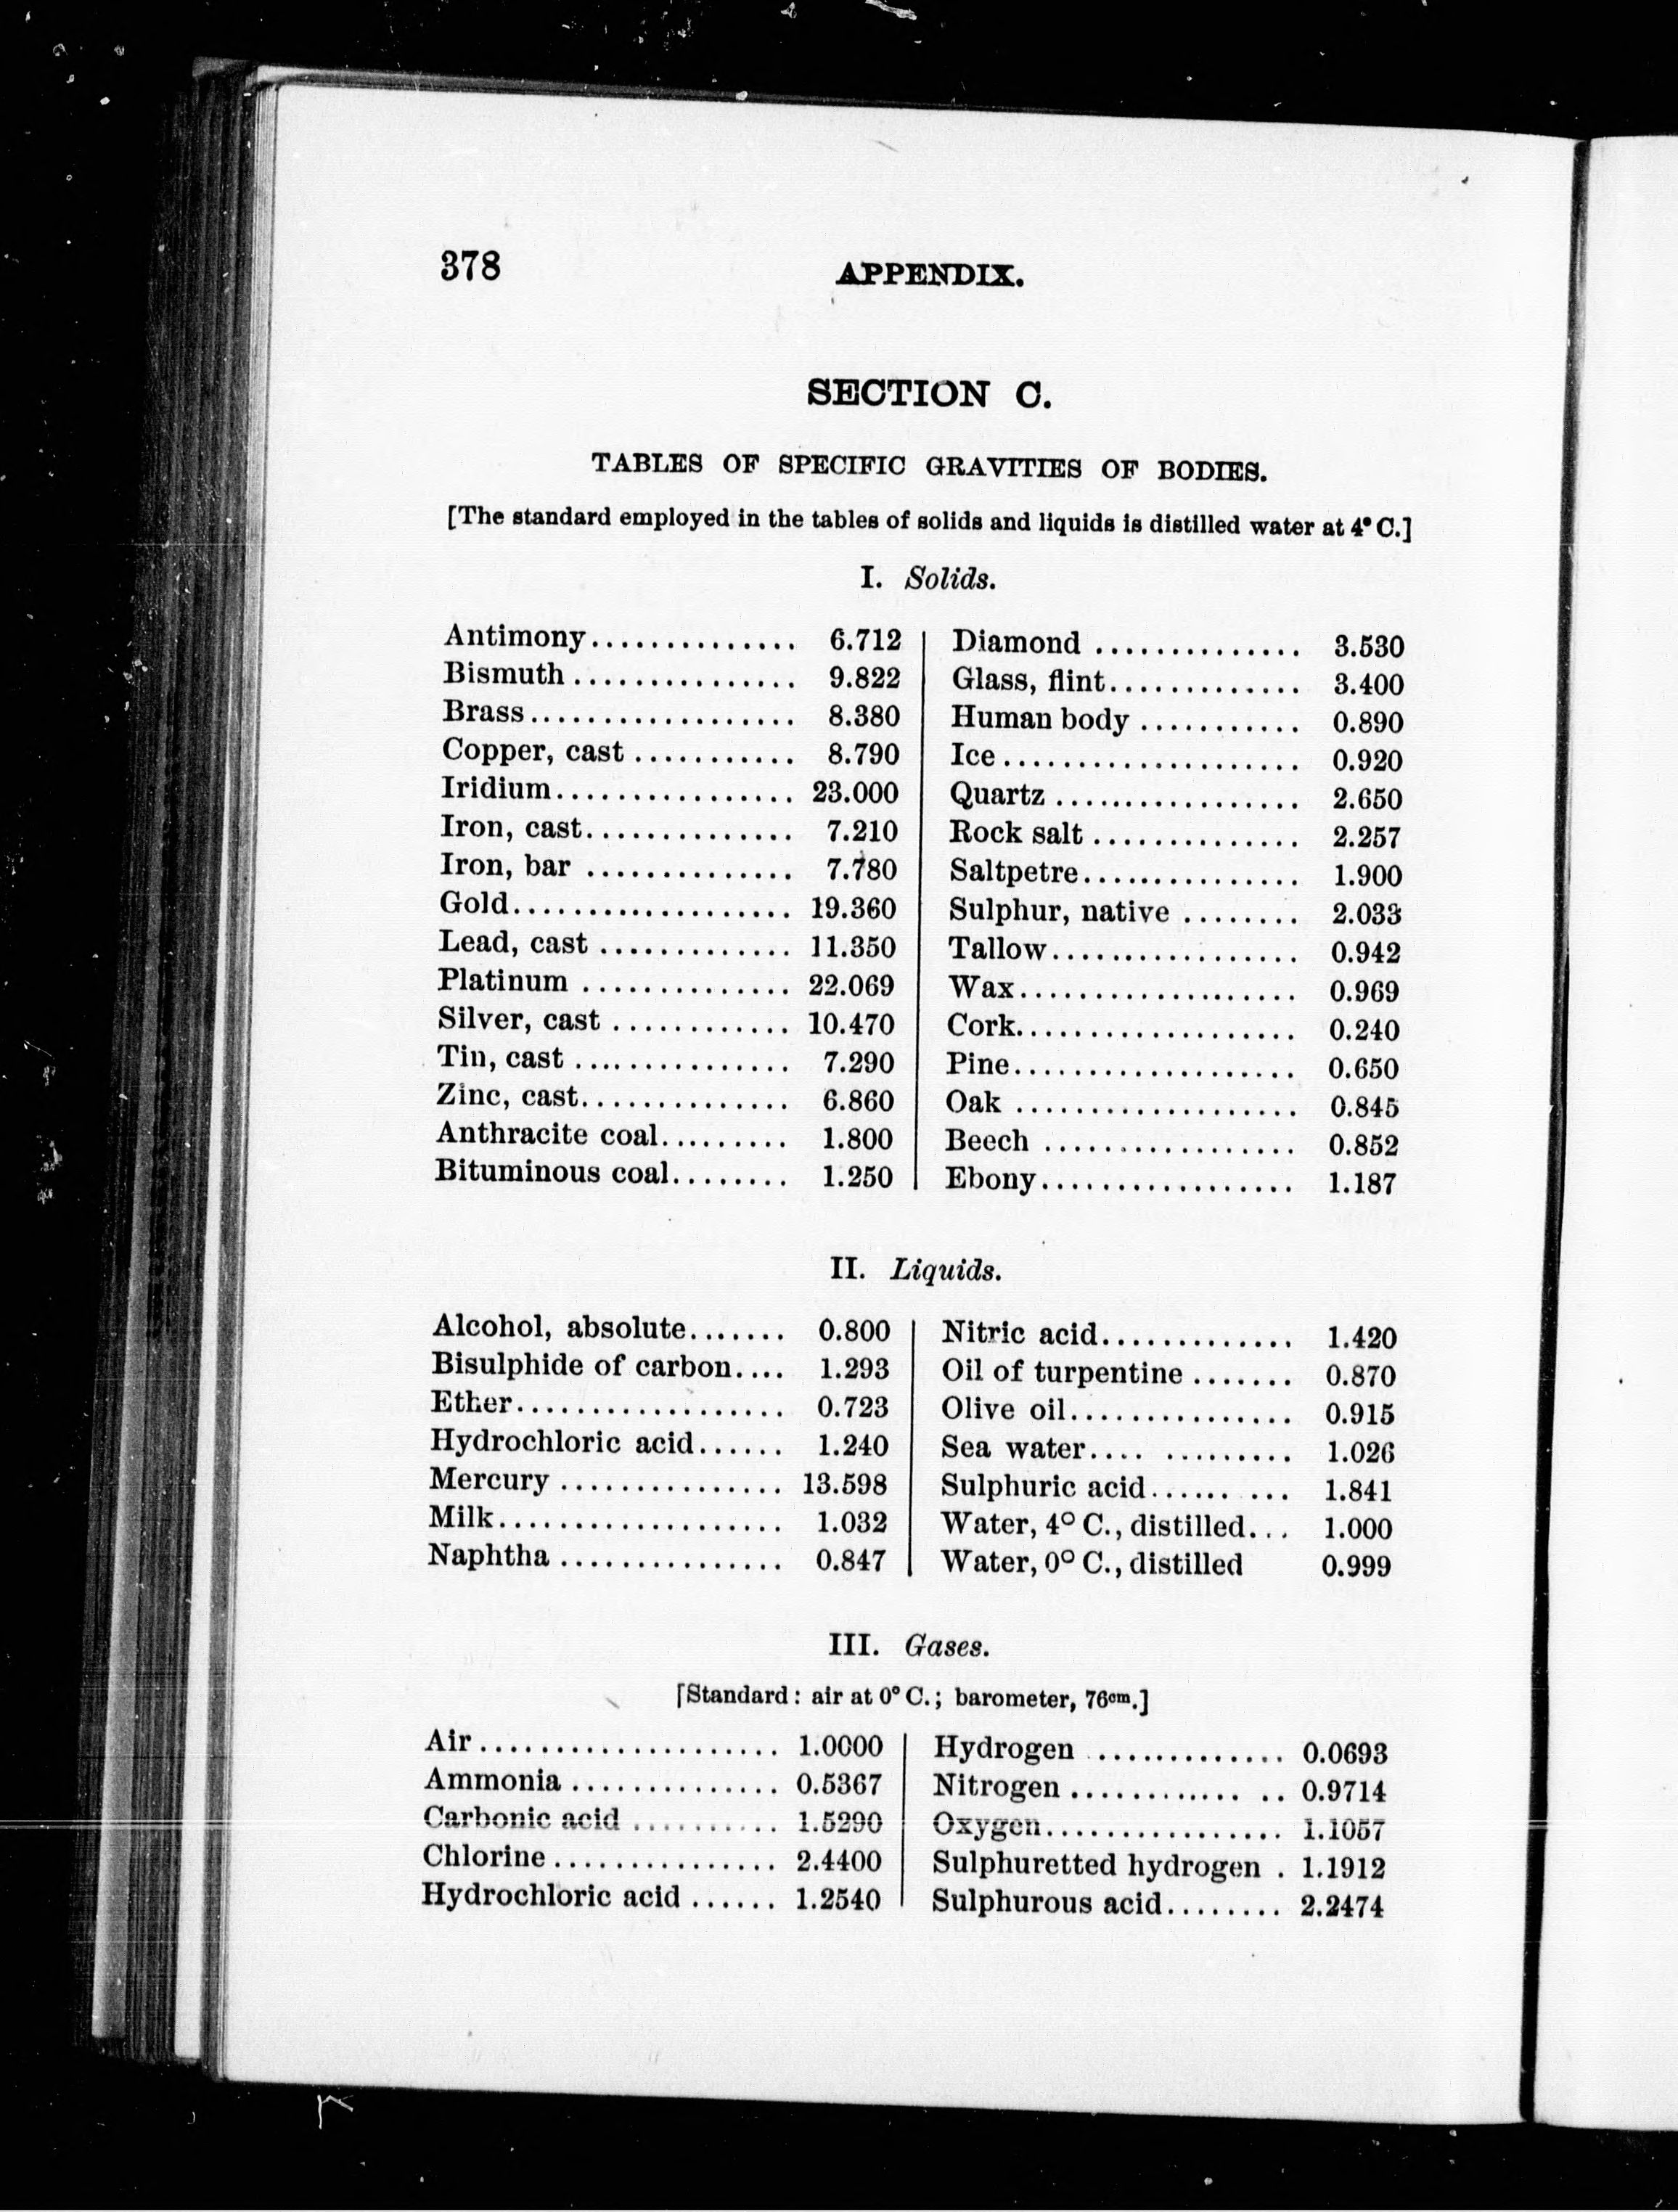 378
APPENDIX.
SECTION C.
TABLES OF SPECIFIC GRAVITIES OF BODIES.
[The standard employed in the tables of solids and liquids is distilled water at 4° C.]
I. Solids.
Antimony.............. 6.712
Bismuth............... 9.822
Brass.................. 8.380
Copper, cast ........... 8.790
Iridium................ 23.000
Iron, cast.............. 7.210
Iron, bar .............. 7.780
Gold................... 19.360
Lead, cast ............. 11.350
Platinum .............. 22.069
Silver, cast ............ 10.470
Tin, cast ............... 7.290
Zinc, cast.............. 6.860
Anthracite coal......... 1.800
Bituminous coal........ 1.250
Diamond .............. 3.530
Glass, flint............. 3.400
Human body ........... 0.890
Ice.................... 0.920
Quartz ................. 2.650
Rock salt .............. 2.257
Saltpetre............... 1.900
Sulphur, native ........ 2.033
Tallow................. 0.942
Wax................... 0.969
Cork................... 0.240
Pine................... 0.650
Oak ................... 0.845
Beech ................. 0.852
Ebony................. 1.187
II. Liquids.
Alcohol, absolute....... 0.800
Bisulphide of carbon.... 1.293
Ether.................. 0.723
Hydrochloric acid...... 1.240
Mercury ............... 13.598
Milk................... 1.032
Naphtha ............... 0.847
Nitric acid............. 1.420
Oil of turpentine ....... 0.870
Olive oil............... 0.915
Sea water.... ......... 1.026
Sulphuric acid...... ... 1.841
Water, 4° C., distilled... 1.000
Water, 0° C., distilled 0.999
III. Gases.
[Standard: air at 0° C.; barometer, 76cm.]
Air.................... 1.0000
Ammonia .............. 0.5367
Carbonic acid .......... 1.5290
Chlorine ............... 2.4400
Hydrochloric acid ...... 1.2540
Hydrogen ............. 0.0693
Nitrogen ............ .. 0.9714
Oxygen................ 1.1057
Sulphuretted hydrogen . 1.1912
Sulphurous acid........ 2.2474